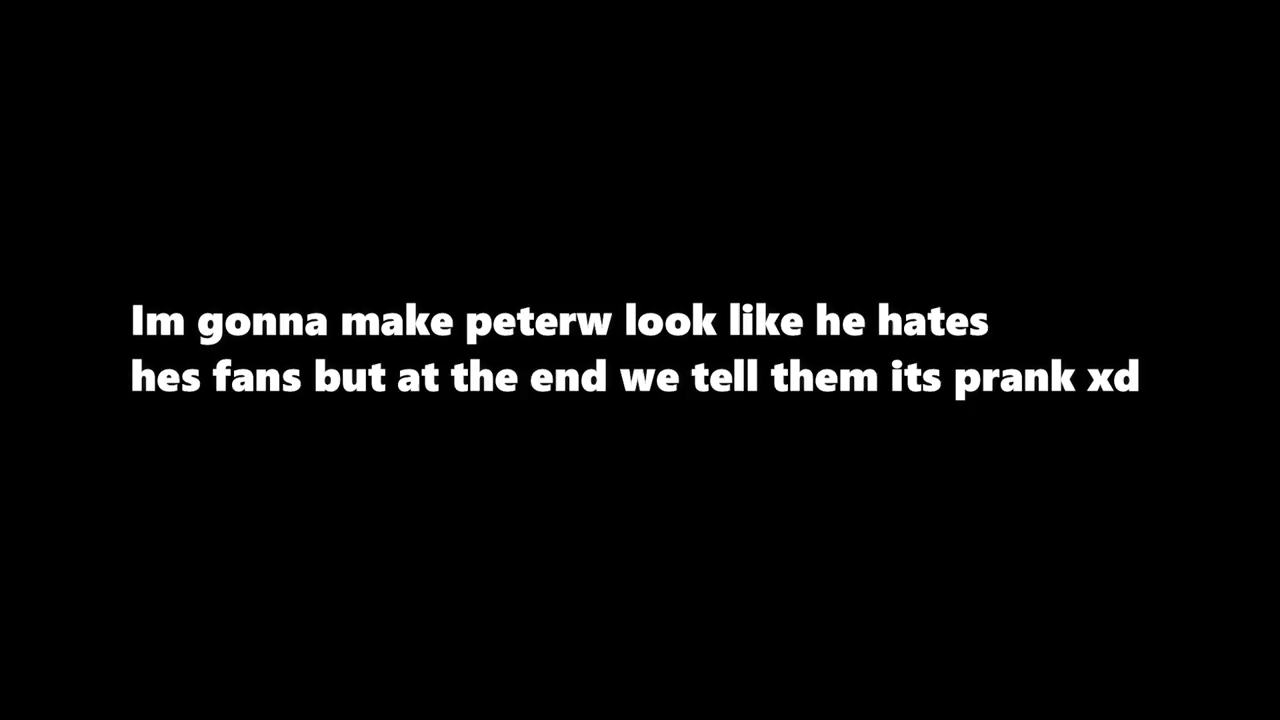 Im gonna make peterw look like he hates
hes fans but at the end we tell them its prank xd